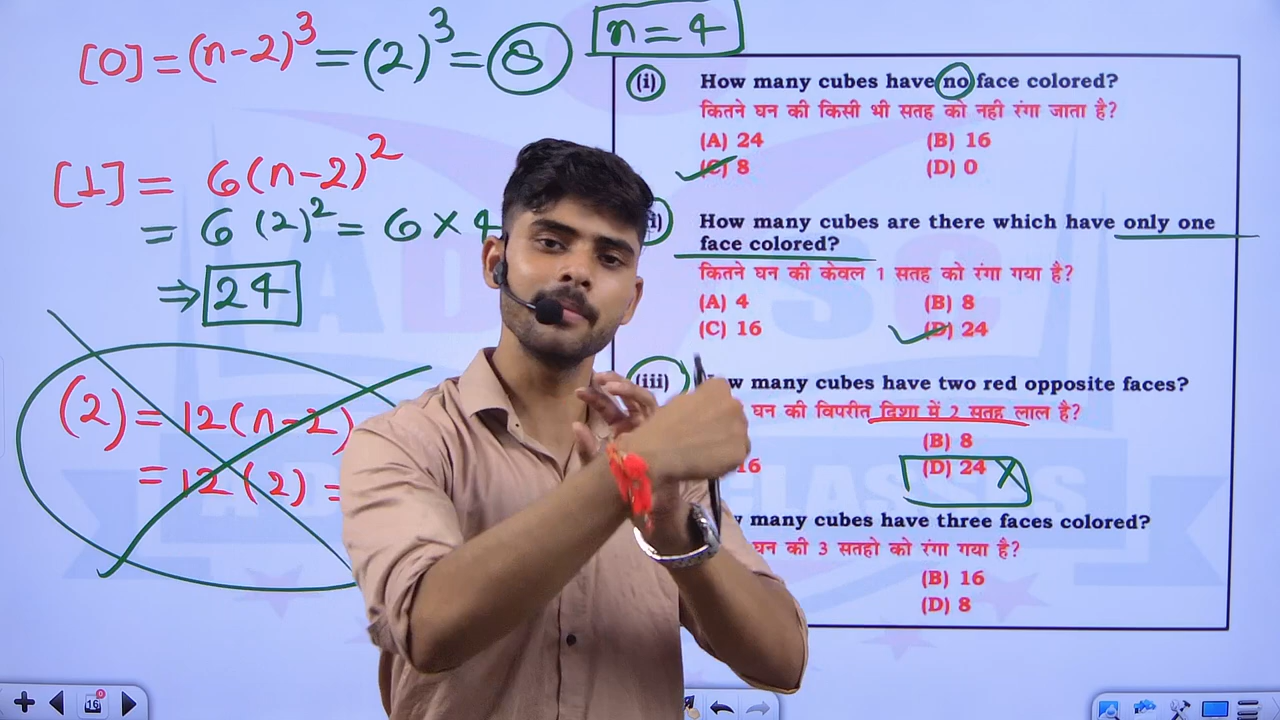 [0] = (n-2)³ = (2)³ = 8
n = 4
[1] = 6(n-2)²
= 6(2)² = 6 × 4
⇒ 24
(2) = 12(n-2)
= 12(2) =
(i) How many cubes have no face colored?
कितने घन की किसी भी सतह को नही रंगा जाता है?
(A) 24 (B) 16
(C) 8 (D) 0
How many cubes are there which have only one
face colored?
कितने घन की केवल 1 सतह को रंगा गया है?
(A) 4 (B) 8
(C) 16 (D) 24
(iii) many cubes have two red opposite faces?
घन की विपरीत दिशा में 2 सतह लाल है?
(B) 8
16 (D) 24 X
many cubes have three faces colored?
घन की 3 सतहो को रंगा गया है?
(B) 16
(D) 8
CLASSES
16